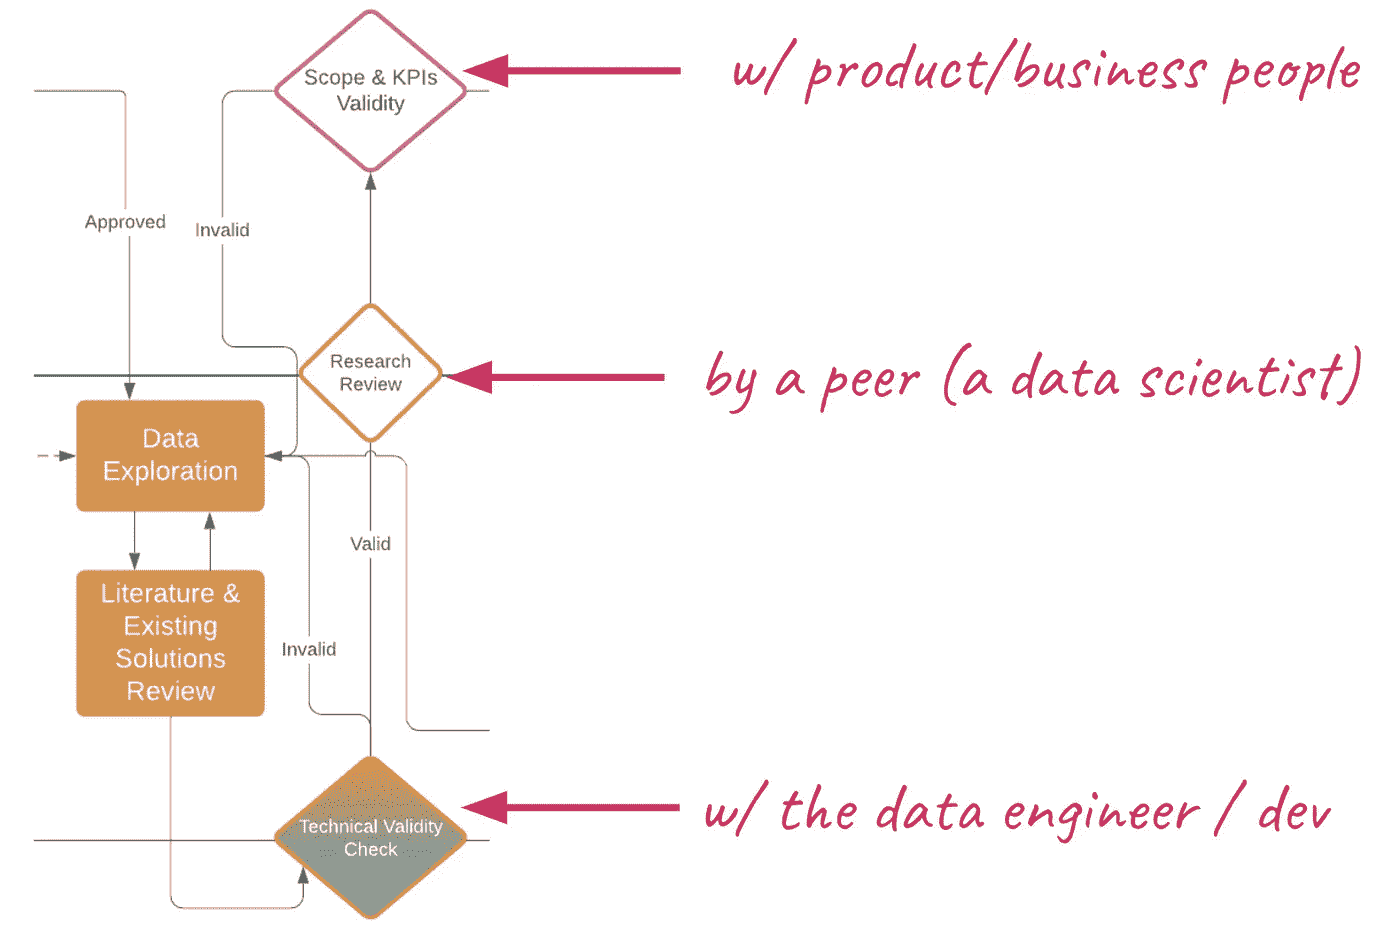 Scope & KPIs
Validity
w/ product/business people
Approved
Invalid
Research
Review
by a peer (a data scientist)
Data
Exploration
Valid
Literature &
Existing
Solutions
Review
Invalid
Technical Validity
Check
w/ the data engineer / dev